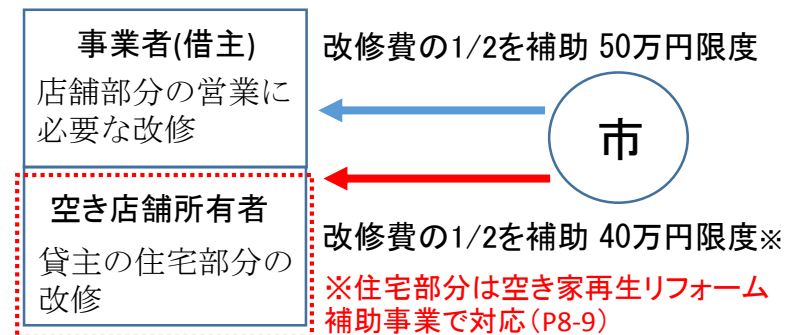 事業者(借主)
店舗部分の営業に
必要な改修
改修費の1/2を補助 50万円限度
市
空き店舗所有者
貸主の住宅部分の
改修
改修費の1/2を補助 40万円限度※
※住宅部分は空き家再生リフォーム
補助事業で対応(P8-9)